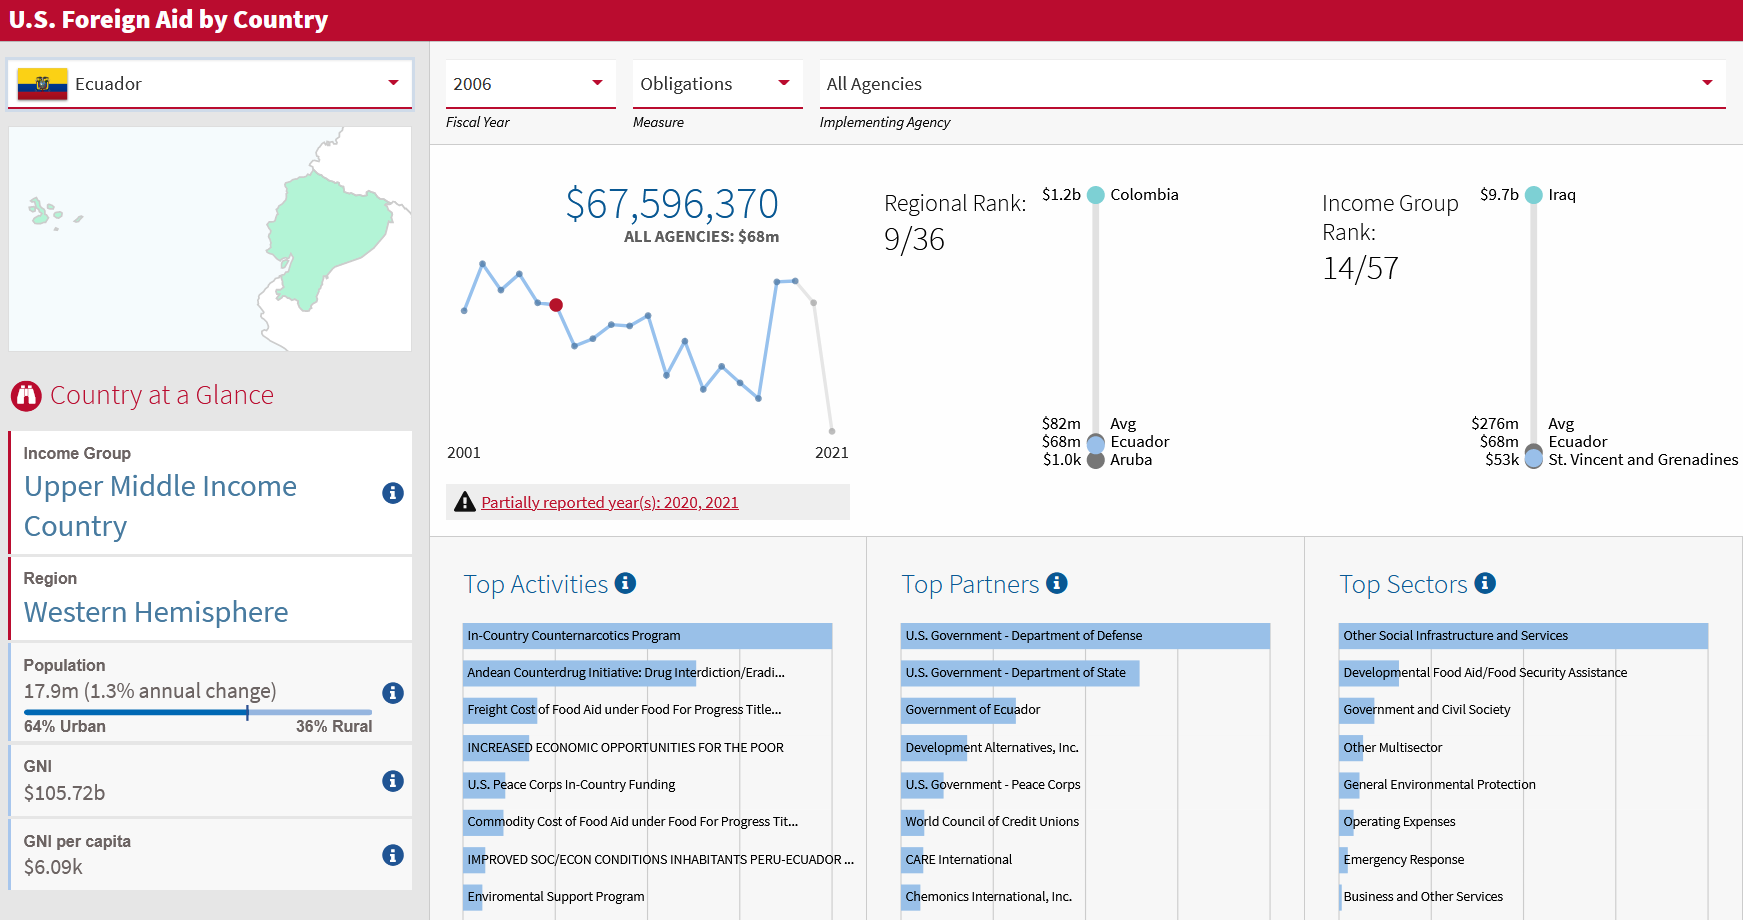 U.S. Foreign Aid by Country
Ecuador
2006
Fiscal Year
Obligations
Measure
All Agencies
Implementing Agency
$67,596,370
ALL AGENCIES: $68m
2001
2021
Partially reported year(s): 2020, 2021
Regional Rank:
9/36
$1.2b Colombia
$82m Avg
$68m Ecuador
$1.0k Aruba
Income Group
Rank:
14/57
$9.7b Iraq
$276m Avg
$68m Ecuador
$53k St. Vincent and Grenadines
Country at a Glance
Income Group
Upper Middle Income
Country
Region
Western Hemisphere
Population
17.9m (1.3% annual change)
64% Urban
36% Rural
GNI
$105.72b
GNI per capita
$6.09k
Top Activities
In-Country Counternarcotics Program
Andean Counterdrug Initiative: Drug Interdiction/Eradi...
Freight Cost of Food Aid under Food For Progress Title...
INCREASED ECONOMIC OPPORTUNITIES FOR THE POOR
U.S. Peace Corps In-Country Funding
Commodity Cost of Food Aid under Food For Progress Tit...
IMPROVED SOC/ECON CONDITIONS INHABITANTS PERU-ECUADOR ...
Enviromental Support Program
Top Partners
U.S. Government - Department of Defense
U.S. Government - Department of State
Government of Ecuador
Development Alternatives, Inc.
U.S. Government - Peace Corps
World Council of Credit Unions
CARE International
Chemonics International, Inc.
Top Sectors
Other Social Infrastructure and Services
Developmental Food Aid/Food Security Assistance
Government and Civil Society
Other Multisector
General Environmental Protection
Operating Expenses
Emergency Response
Business and Other Services